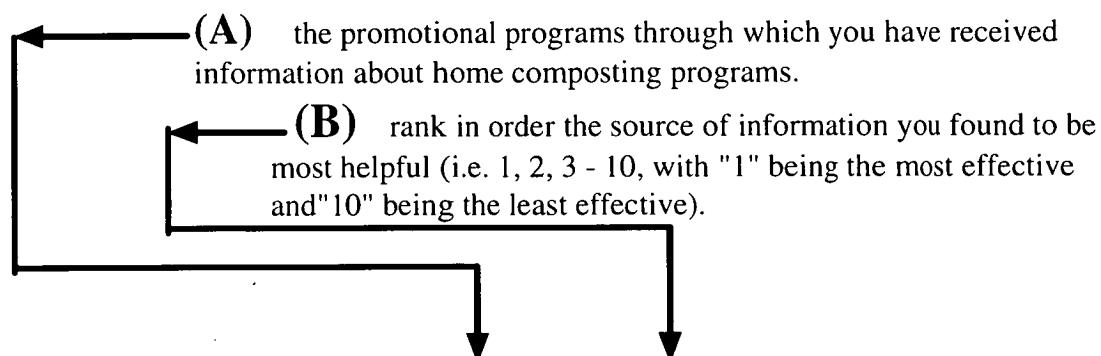 (A) the promotional programs through which you have received
information about home composting programs.
(B) rank in order the source of information you found to be
most helpful (i.e. 1, 2, 3 - 10, with "1" being the most effective
and"10" being the least effective).